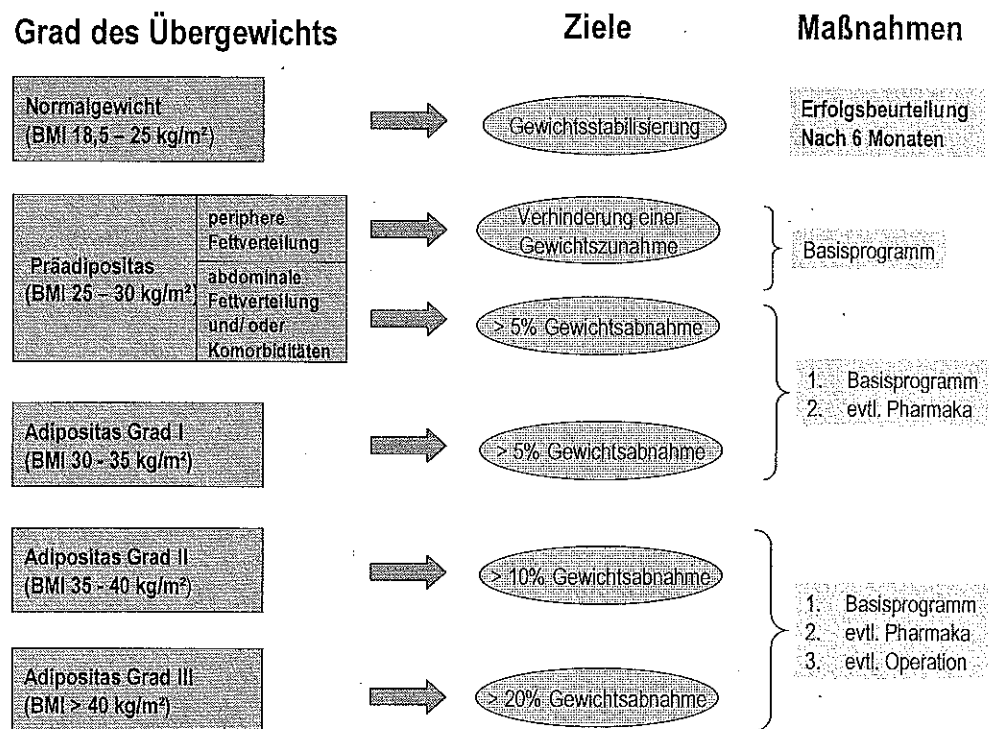 Grad des Übergewichts
Ziele
Maßnahmen
Normalgewicht
(BMI 18,5 – 25 kg/m²)
Gewichtsstabilisierung
Erfolgsbeurteilung
Nach 6 Monaten
Präadipositas
(BMI 25 – 30 kg/m²)
periphere
Fettverteilung
Verhinderung einer
Gewichtszunahme
Basisprogramm
abdominale
Fettverteilung
und/ oder
Komorbiditäten
> 5% Gewichtsabnahme
1. Basisprogramm
2. evtl. Pharmaka
Adipositas Grad I
(BMI 30 - 35 kg/m²)
> 5% Gewichtsabnahme
Adipositas Grad II
(BMI 35 - 40 kg/m²)
> 10% Gewichtsabnahme
1. Basisprogramm
2. evtl. Pharmaka
3. evtl. Operation
Adipositas Grad III
(BMI > 40 kg/m²)
> 20% Gewichtsabnahme